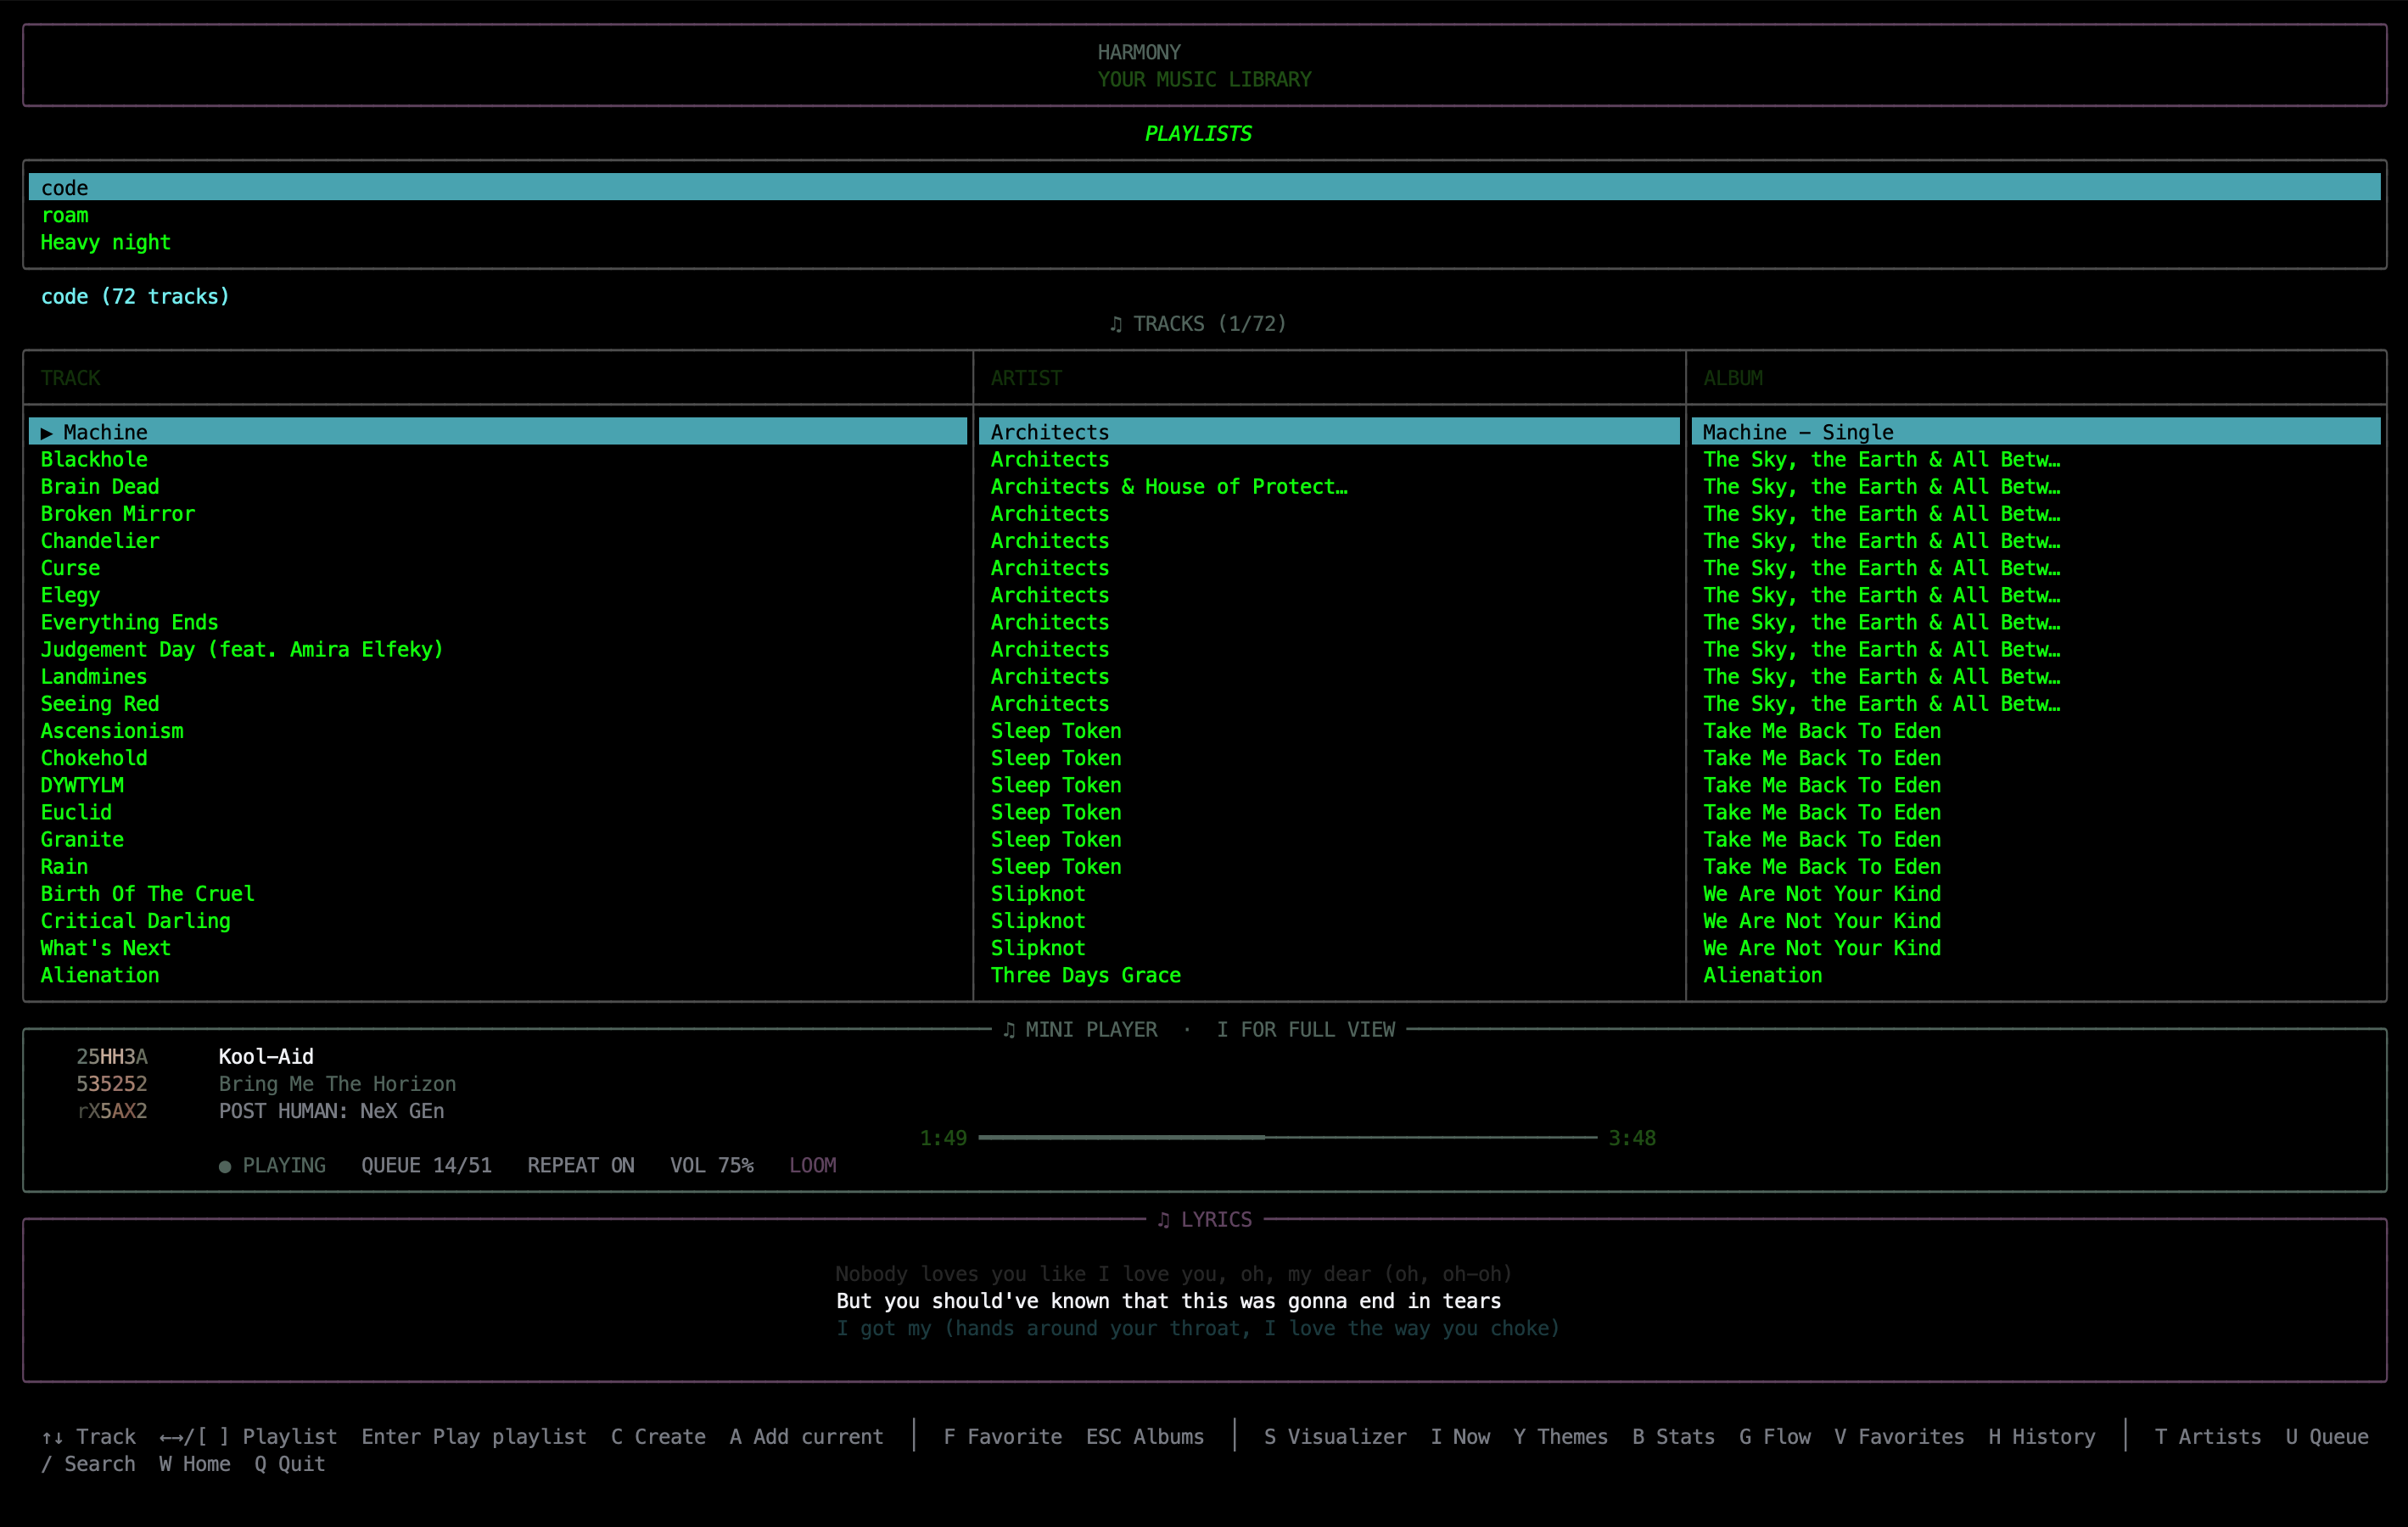 HARMONY
YOUR MUSIC LIBRARY
PLAYLISTS
code
roam
Heavy night
code (72 tracks)
♫ TRACKS (1/72)
TRACK ARTIST ALBUM
▶ Machine Architects Machine – Single
Blackhole Architects The Sky, the Earth & All Betw…
Brain Dead Architects & House of Protect… The Sky, the Earth & All Betw…
Broken Mirror Architects The Sky, the Earth & All Betw…
Chandelier Architects The Sky, the Earth & All Betw…
Curse Architects The Sky, the Earth & All Betw…
Elegy Architects The Sky, the Earth & All Betw…
Everything Ends Architects The Sky, the Earth & All Betw…
Judgement Day (feat. Amira Elfeky) Architects The Sky, the Earth & All Betw…
Landmines Architects The Sky, the Earth & All Betw…
Seeing Red Architects The Sky, the Earth & All Betw…
Ascensionism Sleep Token Take Me Back To Eden
Chokehold Sleep Token Take Me Back To Eden
DYWTYLM Sleep Token Take Me Back To Eden
Euclid Sleep Token Take Me Back To Eden
Granite Sleep Token Take Me Back To Eden
Rain Sleep Token Take Me Back To Eden
Birth Of The Cruel Slipknot We Are Not Your Kind
Critical Darling Slipknot We Are Not Your Kind
What's Next Slipknot We Are Not Your Kind
Alienation Three Days Grace Alienation
♫ MINI PLAYER · I FOR FULL VIEW
25HH3A Kool-Aid
535252 Bring Me The Horizon
rX5AX2 POST HUMAN: NeX GEn
1:49 3:48
● PLAYING QUEUE 14/51 REPEAT ON VOL 75% LOOM
♫ LYRICS
Nobody loves you like I love you, oh, my dear (oh, oh-oh)
But you should've known that this was gonna end in tears
I got my (hands around your throat, I love the way you choke)
↑↓ Track ←→/[ ] Playlist Enter Play playlist C Create A Add current │ F Favorite ESC Albums │ S Visualizer I Now Y Themes B Stats G Flow V Favorites H History │ T Artists U Queue
/ Search W Home Q Quit